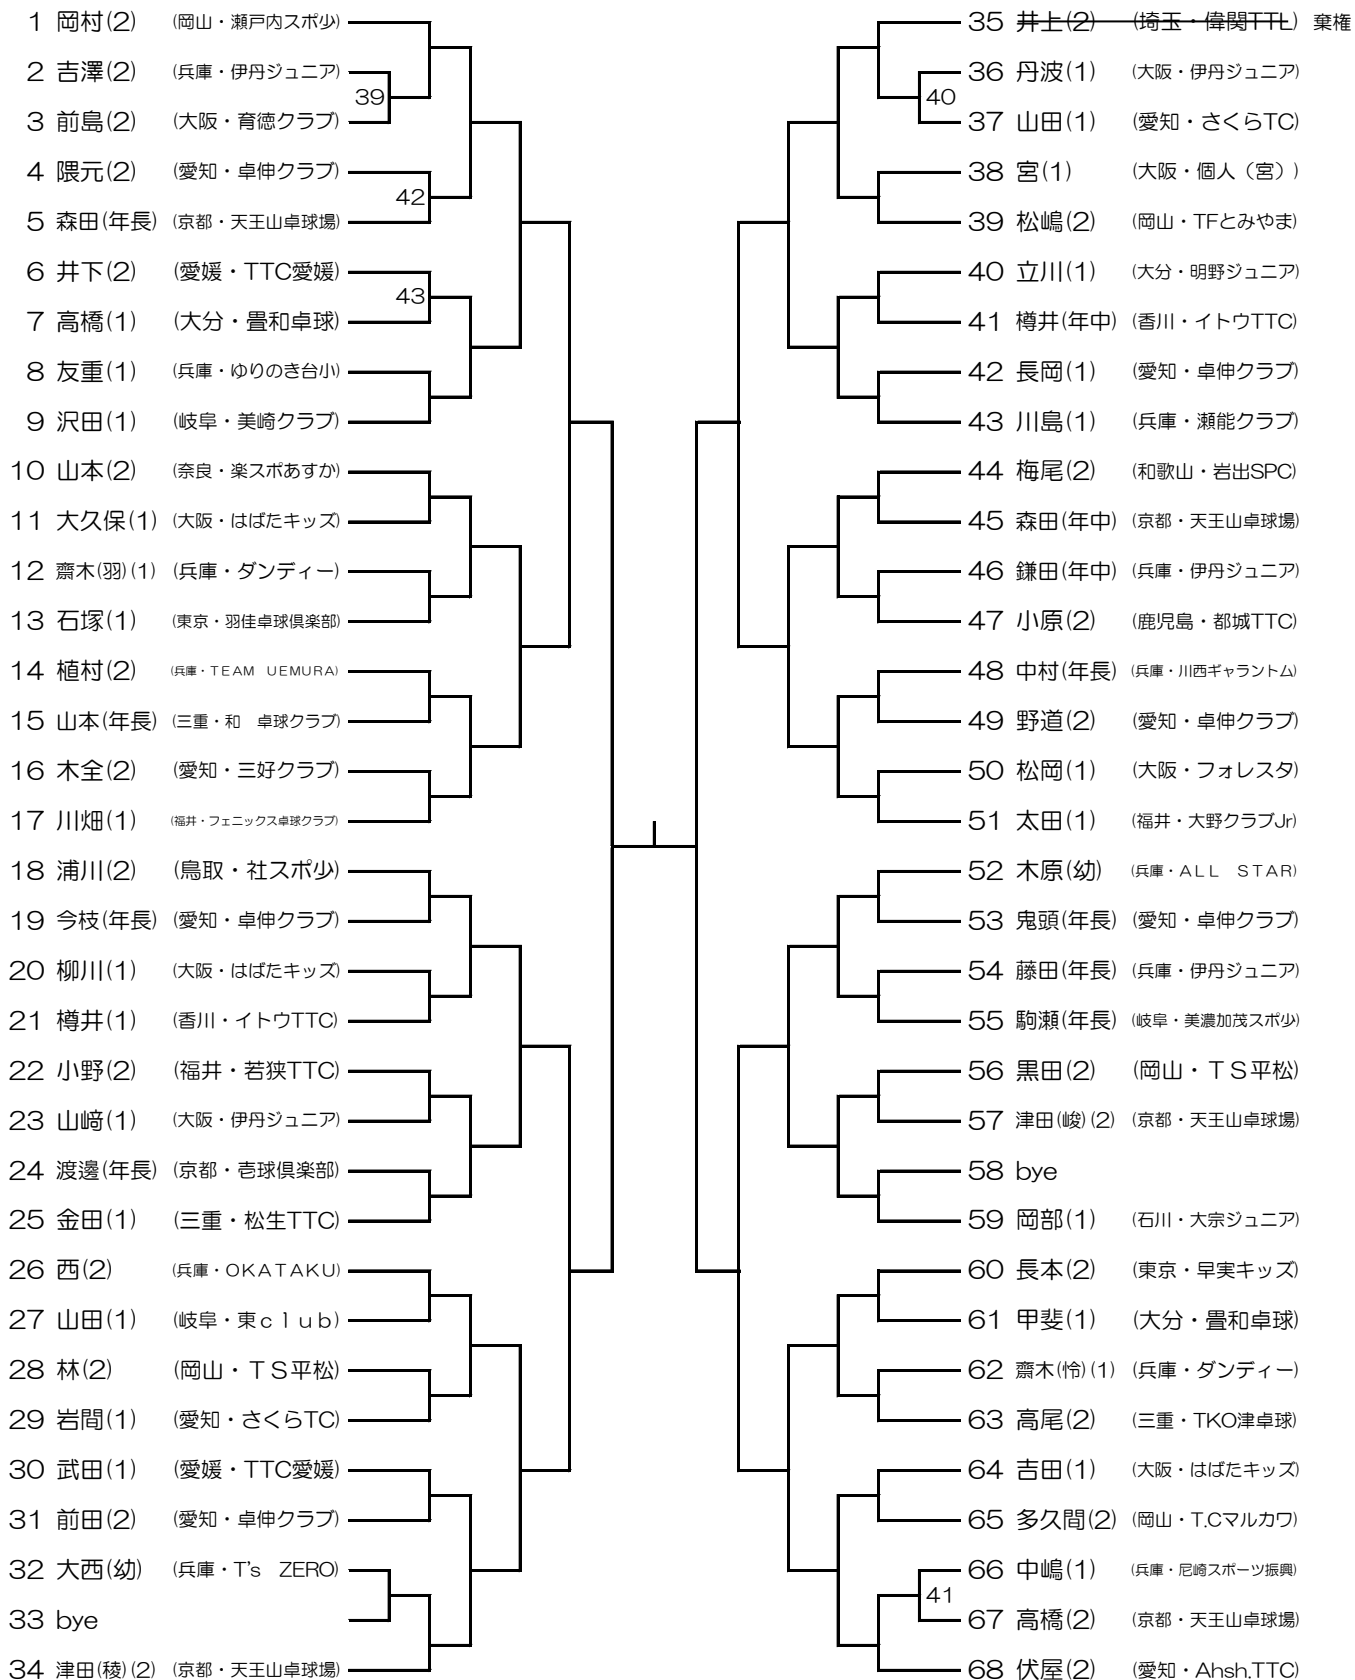 1 岡村(2) (岡山・瀬戸内スポ少)
2 吉澤(2) (兵庫・伊丹ジュニア)
39
3 前島(2) (大阪・育徳クラブ)
4 隈元(2) (愛知・卓伸クラブ)
42
5 森田(年長) (京都・天王山卓球場)
6 井下(2) (愛媛・TTC愛媛)
43
7 高橋(1) (大分・畳和卓球)
8 友重(1) (兵庫・ゆりのき台小)
9 沢田(1) (岐阜・美崎クラブ)
10 山本(2) (奈良・楽スポあすか)
11 大久保(1) (大阪・はばたキッズ)
12 齋木(羽)(1) (兵庫・ダンディー)
13 石塚(1) (東京・羽佳卓球倶楽部)
14 植村(2) (兵庫・TEAM UEMURA)
15 山本(年長) (三重・和 卓球クラブ)
16 木全(2) (愛知・三好クラブ)
17 川畑(1) (福井・フェニックス卓球クラブ)
18 浦川(2) (鳥取・社スポ少)
19 今枝(年長) (愛知・卓伸クラブ)
20 柳川(1) (大阪・はばたキッズ)
21 樽井(1) (香川・イトウTTC)
22 小野(2) (福井・若狭TTC)
23 山﨑(1) (大阪・伊丹ジュニア)
24 渡邊(年長) (京都・壱球倶楽部)
25 金田(1) (三重・松生TTC)
26 西(2) (兵庫・OKATAKU)
27 山田(1) (岐阜・東ｃｌｕｂ)
28 林(2) (岡山・ＴＳ平松)
29 岩間(1) (愛知・さくらTC)
30 武田(1) (愛媛・TTC愛媛)
31 前田(2) (愛知・卓伸クラブ)
32 大西(幼) (兵庫・T's ZERO)
33 bye
34 津田(稜)(2) (京都・天王山卓球場)
35 井上(2) (埼玉・偉関TTL) 棄権
36 丹波(1) (大阪・伊丹ジュニア)
40
37 山田(1) (愛知・さくらTC)
38 宮(1) (大阪・個人（宮）)
39 松嶋(2) (岡山・TFとみやま)
40 立川(1) (大分・明野ジュニア)
41 樽井(年中) (香川・イトウTTC)
42 長岡(1) (愛知・卓伸クラブ)
43 川島(1) (兵庫・瀬能クラブ)
44 梅尾(2) (和歌山・岩出SPC)
45 森田(年中) (京都・天王山卓球場)
46 鎌田(年中) (兵庫・伊丹ジュニア)
47 小原(2) (鹿児島・都城TTC)
48 中村(年長) (兵庫・川西ギャラントム)
49 野道(2) (愛知・卓伸クラブ)
50 松岡(1) (大阪・フォレスタ)
51 太田(1) (福井・大野クラブJr)
52 木原(幼) (兵庫・ALL STAR)
53 鬼頭(年長) (愛知・卓伸クラブ)
54 藤田(年長) (兵庫・伊丹ジュニア)
55 駒瀬(年長) (岐阜・美濃加茂スポ少)
56 黒田(2) (岡山・ＴＳ平松)
57 津田(峻)(2) (京都・天王山卓球場)
58 bye
59 岡部(1) (石川・大宗ジュニア)
60 長本(2) (東京・早実キッズ)
61 甲斐(1) (大分・畳和卓球)
62 齋木(怜)(1) (兵庫・ダンディー)
63 高尾(2) (三重・TKO津卓球)
64 吉田(1) (大阪・はばたキッズ)
65 多久間(2) (岡山・T.Cマルカワ)
66 中嶋(1) (兵庫・尼崎スポーツ振興)
41
67 高橋(2) (京都・天王山卓球場)
68 伏屋(2) (愛知・Ahsh.TTC)